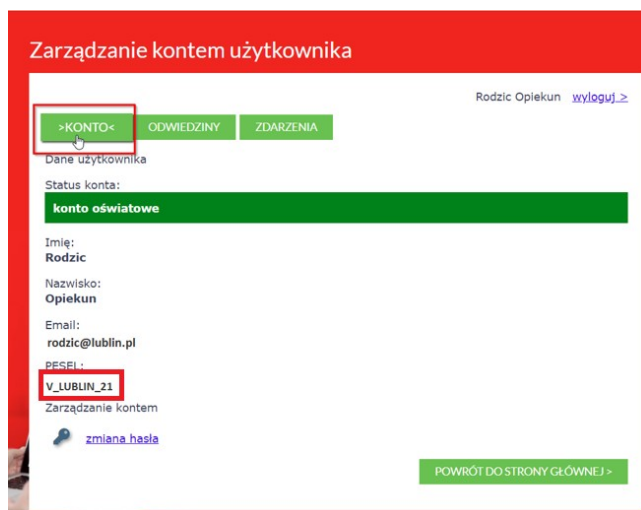 Zarządzanie kontem użytkownika
Rodzic Opiekun wyloguj >
>KONTO< ODWIEDZINY ZDARZENIA
Dane użytkownika
Status konta:
konto oświatowe
Imię:
Rodzic
Nazwisko:
Opiekun
Email:
rodzic@lublin.pl
PESEL:
V_LUBLIN_21
Zarządzanie kontem
zmiana hasła
POWRÓT DO STRONY GŁÓWNEJ >